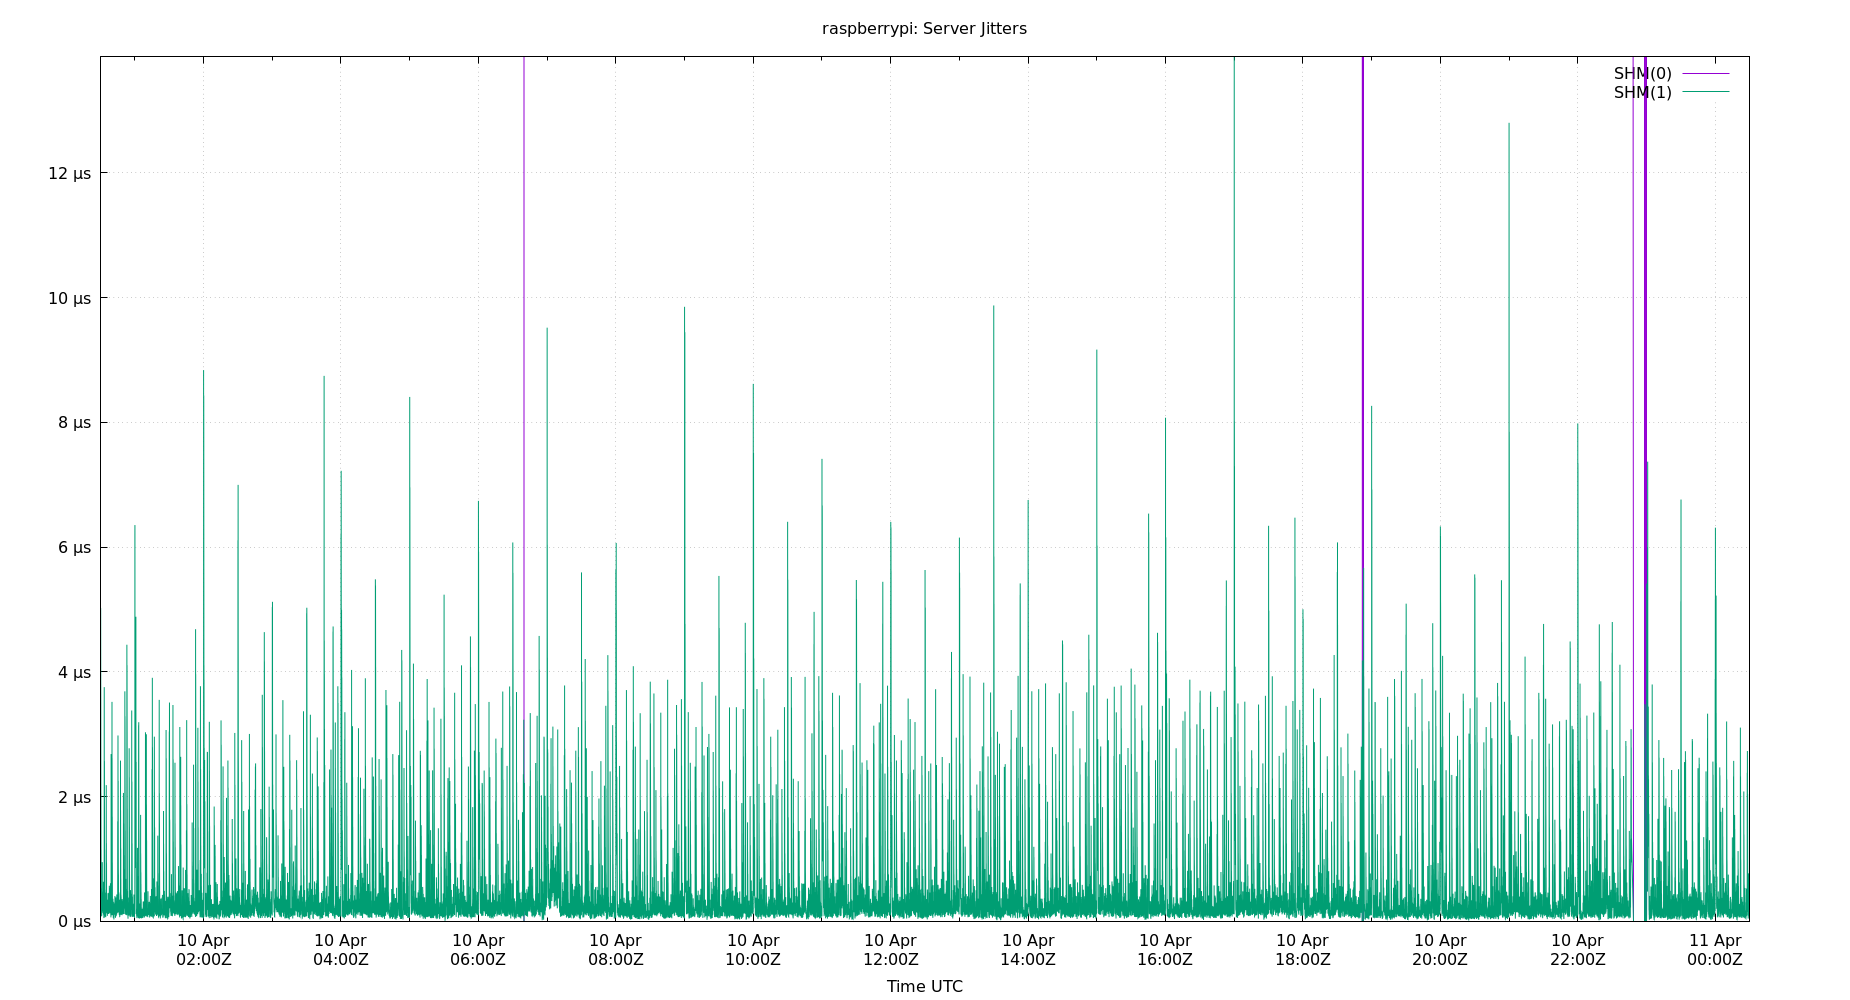 raspberrypi: Server Jitters
SHM(0)
SHM(1)
12 µs
10 µs
8 µs
6 µs
4 µs
2 µs
0 µs
10 Apr 10 Apr 10 Apr 10 Apr 10 Apr 10 Apr 10 Apr 10 Apr 10 Apr 10 Apr 10 Apr 11 Apr
02:00Z 04:00Z 06:00Z 08:00Z 10:00Z 12:00Z 14:00Z 16:00Z 18:00Z 20:00Z 22:00Z 00:00Z
Time UTC